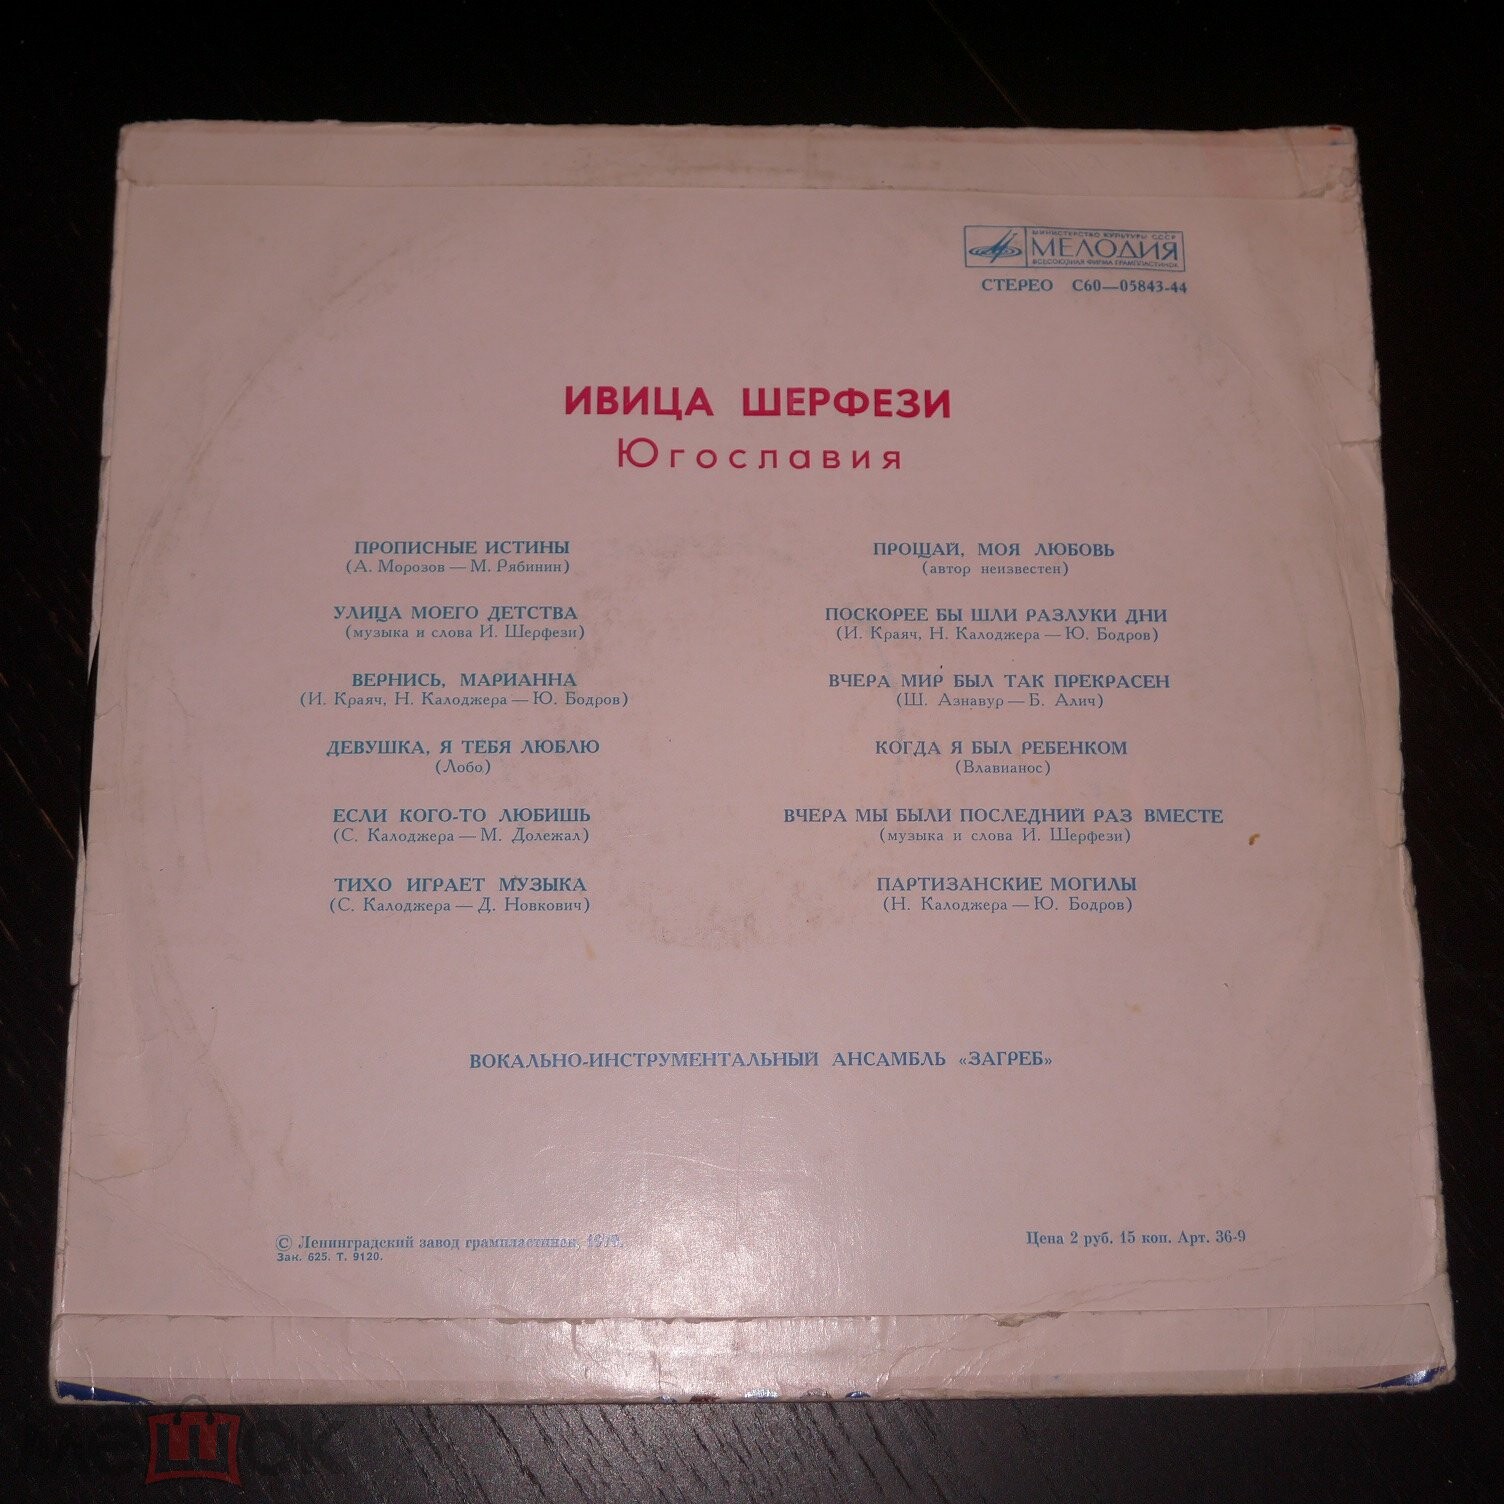 МИНИСТЕРСТВО КУЛЬТУРЫ СССР
МЕЛОДИЯ
ВСЕСОЮЗНАЯ ФИРМА ГРАМПЛАСТИНОК
СТЕРЕО С60—05843-44
ИВИЦА ШЕРФЕЗИ
Югославия
ПРОПИСНЫЕ ИСТИНЫ
(А. Морозов — М. Рябинин)
УЛИЦА МОЕГО ДЕТСТВА
(музыка и слова И. Шерфези)
ВЕРНИСЬ, МАРИАННА
(И. Краяч, Н. Калоджера — Ю. Бодров)
ДЕВУШКА, Я ТЕБЯ ЛЮБЛЮ
(Лобо)
ЕСЛИ КОГО-ТО ЛЮБИШЬ
(С. Калоджера — М. Долежал)
ТИХО ИГРАЕТ МУЗЫКА
(С. Калоджера — Д. Новкович)
ПРОЩАЙ, МОЯ ЛЮБОВЬ
(автор неизвестен)
ПОСКОРЕЕ БЫ ШЛИ РАЗЛУКИ ДНИ
(И. Краяч, Н. Калоджера — Ю. Бодров)
ВЧЕРА МИР БЫЛ ТАК ПРЕКРАСЕН
(Ш. Азнавур — Б. Алич)
КОГДА Я БЫЛ РЕБЕНКОМ
(Влавианос)
ВЧЕРА МЫ БЫЛИ ПОСЛЕДНИЙ РАЗ ВМЕСТЕ
(музыка и слова И. Шерфези)
ПАРТИЗАНСКИЕ МОГИЛЫ
(Н. Калоджера — Ю. Бодров)
ВОКАЛЬНО-ИНСТРУМЕНТАЛЬНЫЙ АНСАМБЛЬ «ЗАГРЕБ»
© Ленинградский завод грампластинок,
Зак. 625. Т. 9120.
Цена 2 руб. 15 коп. Арт. 36-9
мешок